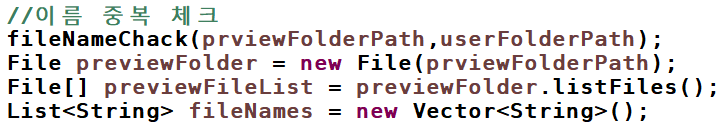 //이름 중복 체크
fileNameChack(prviewFolderPath,userFolderPath);
File previewFolder = new File(prviewFolderPath);
File[] previewFileList = previewFolder.listFiles();
List<String> fileNames = new Vector<String>();